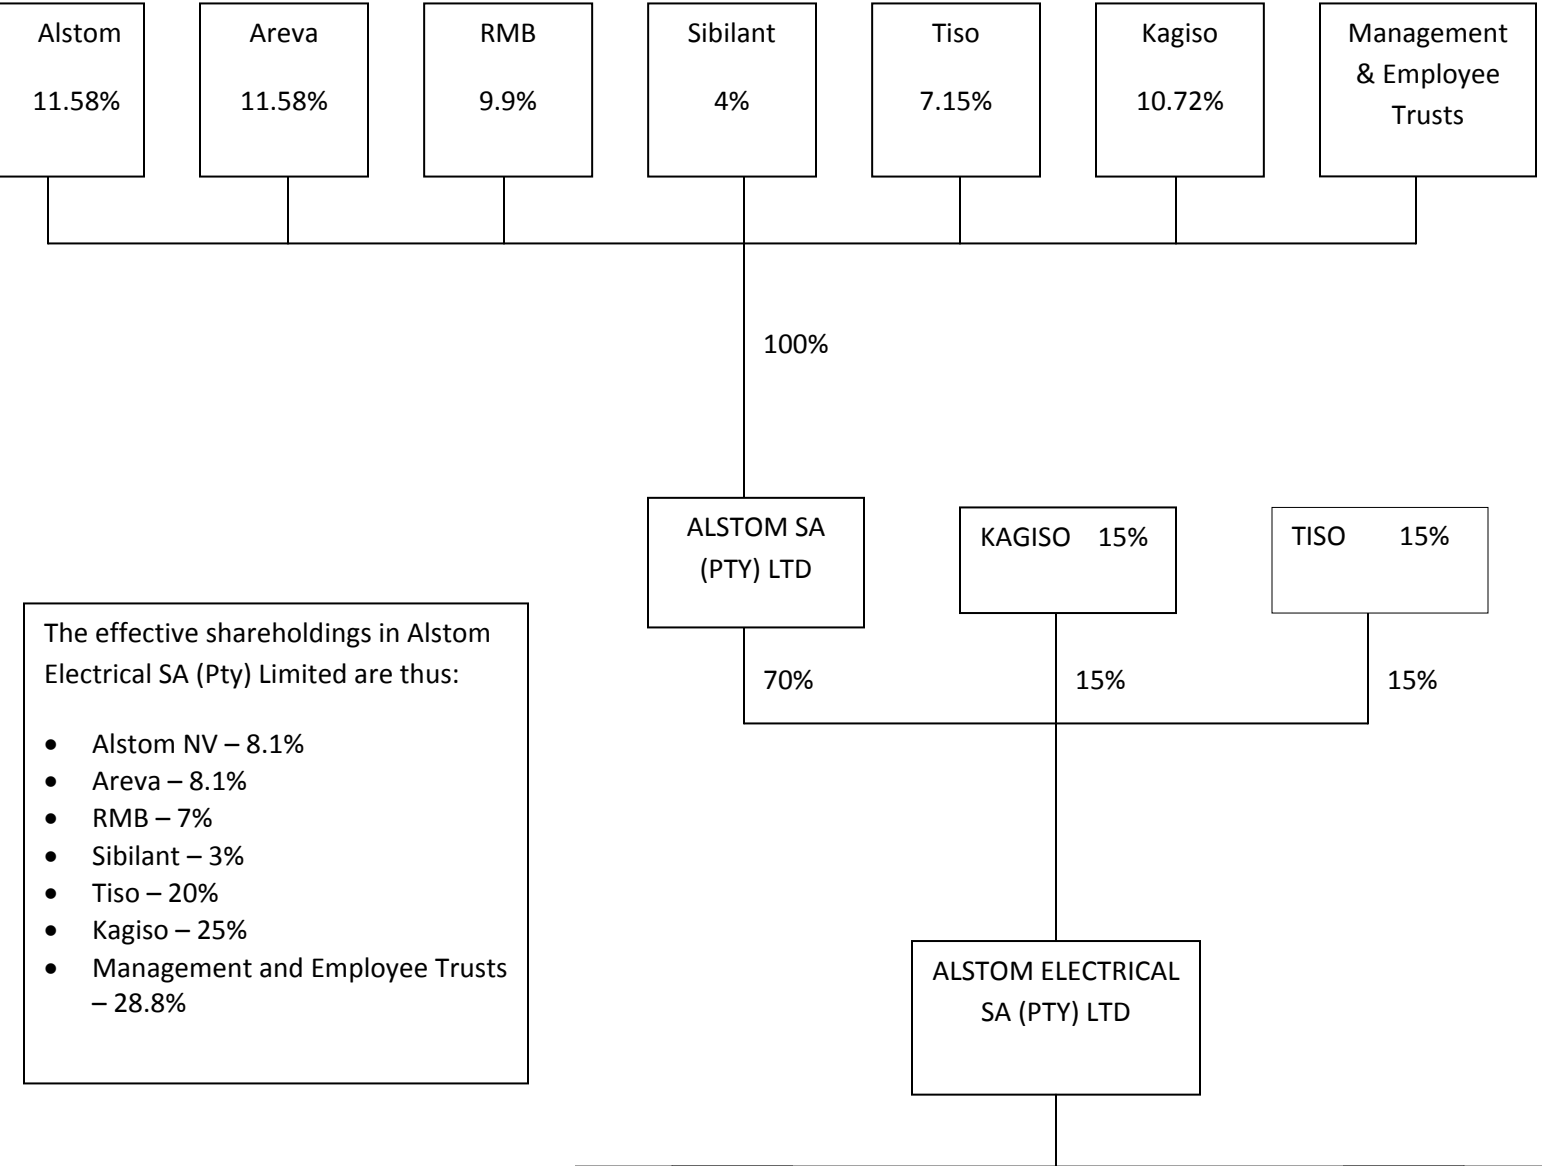 Alstom
11.58%
Areva
11.58%
RMB
9.9%
Sibilant
4%
Tiso
7.15%
Kagiso
10.72%
Management
& Employee
Trusts
100%
ALSTOM SA
(PTY) LTD
KAGISO 15%
TISO 15%
70%
15%
15%
The effective shareholdings in Alstom
Electrical SA (Pty) Limited are thus:
• Alstom NV – 8.1%
• Areva – 8.1%
• RMB – 7%
• Sibilant – 3%
• Tiso – 20%
• Kagiso – 25%
• Management and Employee Trusts
– 28.8%
ALSTOM ELECTRICAL
SA (PTY) LTD